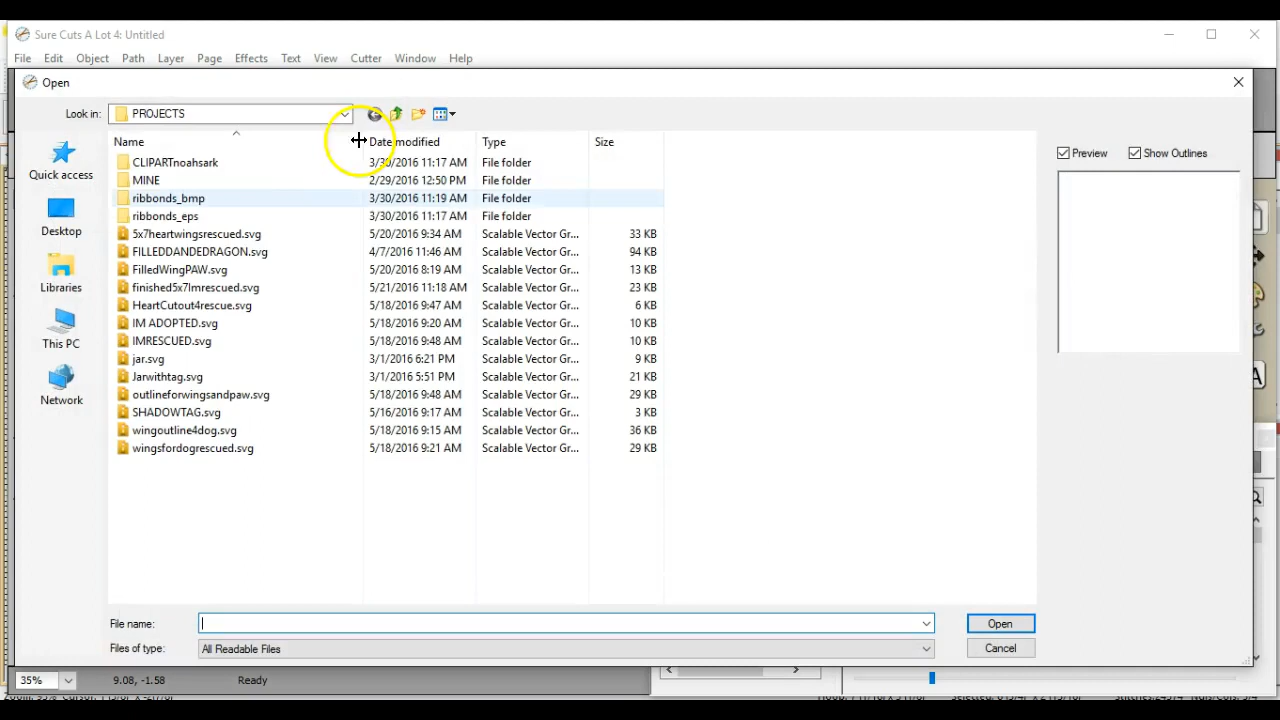 Sure Cuts A Lot 4: Untitled
File Edit Object Path Layer Page Effects Text View Cutter Window Help
Open
Look in: PROJECTS
Name Date modified Type Size
CLIPARTnoahsark 3/30/2016 11:17 AM File folder
MINE 2/29/2016 12:50 PM File folder
ribbonds_bmp 3/30/2016 11:19 AM File folder
ribbonds_eps 3/30/2016 11:17 AM File folder
5x7heartwingsrescued.svg 5/20/2016 9:34 AM Scalable Vector Gr... 33 KB
FILLEDDANDEDRAGON.svg 4/7/2016 11:46 AM Scalable Vector Gr... 94 KB
FilledWingPAW.svg 5/20/2016 8:19 AM Scalable Vector Gr... 13 KB
finished5x7Imrescued.svg 5/21/2016 11:18 AM Scalable Vector Gr... 23 KB
HeartCutout4rescue.svg 5/18/2016 9:47 AM Scalable Vector Gr... 6 KB
IM ADOPTED.svg 5/18/2016 9:20 AM Scalable Vector Gr... 10 KB
IMRESCUED.svg 5/18/2016 9:48 AM Scalable Vector Gr... 10 KB
jar.svg 3/1/2016 6:21 PM Scalable Vector Gr... 9 KB
Jarwithtag.svg 3/1/2016 5:51 PM Scalable Vector Gr... 21 KB
outlineforwingsandpaw.svg 5/18/2016 9:48 AM Scalable Vector Gr... 29 KB
SHADOWTAG.svg 5/16/2016 9:17 AM Scalable Vector Gr... 3 KB
wingoutline4dog.svg 5/18/2016 9:15 AM Scalable Vector Gr... 36 KB
wingsfordogrescued.svg 5/18/2016 9:21 AM Scalable Vector Gr... 29 KB
Quick access
Desktop
Libraries
This PC
Network
Preview Show Outlines
A
File name: Open
Files of type: All Readable Files Cancel
35% 9.08, -1.58 Ready